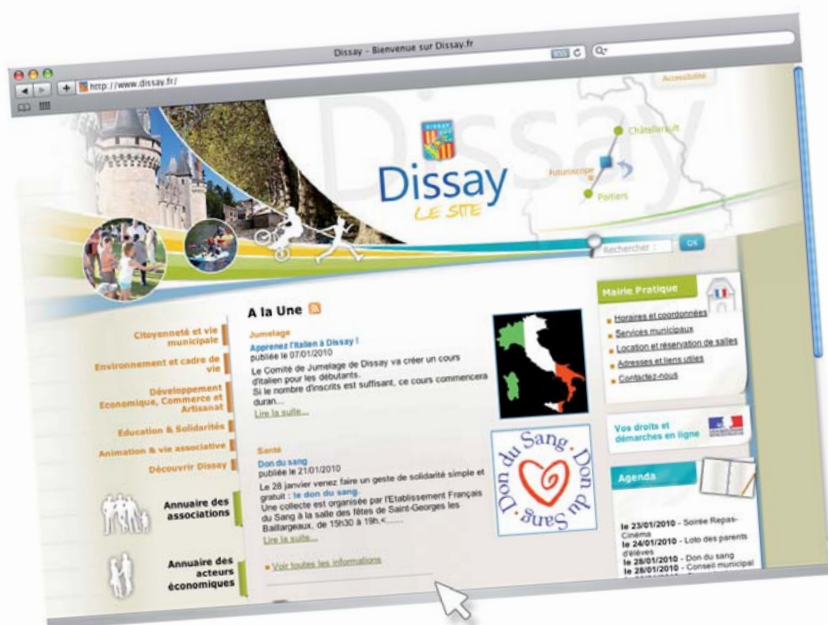 Dissay - Bienvenue sur Dissay.fr
http://www.dissay.fr/
RSS
Accessibilité
Dissay
DISSAY
Dissay
LE SITE
Châtellerault
Futuroscope
Poitiers
Rechercher :
OK
Citoyenneté et vie
municipale
Environnement et cadre de
vie
Développement
Economique, Commerce et
Artisanat
Education & Solidarités
Animation & vie associative
Découvrir Dissay
Annuaire des
associations
Annuaire des
acteurs
économiques
A la Une
Jumelage
Apprenez l'italien à Dissay !
publiée le 07/01/2010
Le Comité de Jumelage de Dissay va créer un cours
d'italien pour les débutants.
Si le nombre d'inscrits est suffisant, ce cours commencera
duran...
Lire la suite...
Santé
Don du sang
publiée le 21/01/2010
Le 28 janvier venez faire un geste de solidarité simple et
gratuit : le don du sang.
Une collecte est organisée par l'Etablissement Français
du Sang à la salle des fêtes de Saint-Georges les
Baillargeaux, de 15h30 à 19h.<......
Lire la suite...
Voir toutes les informations
Don du Sang. Don du Sang.
Mairie Pratique
Horaires et coordonnées
Services municipaux
Location et réservation de salles
Adresses et liens utiles
Contactez-nous
Vos droits et
démarches en ligne
Agenda
le 23/01/2010 - Soirée Repas-
Cinéma
le 24/01/2010 - Loto des parents
d'élèves
le 28/01/2010 - Don du sang
le 28/01/2010 - Conseil municipal